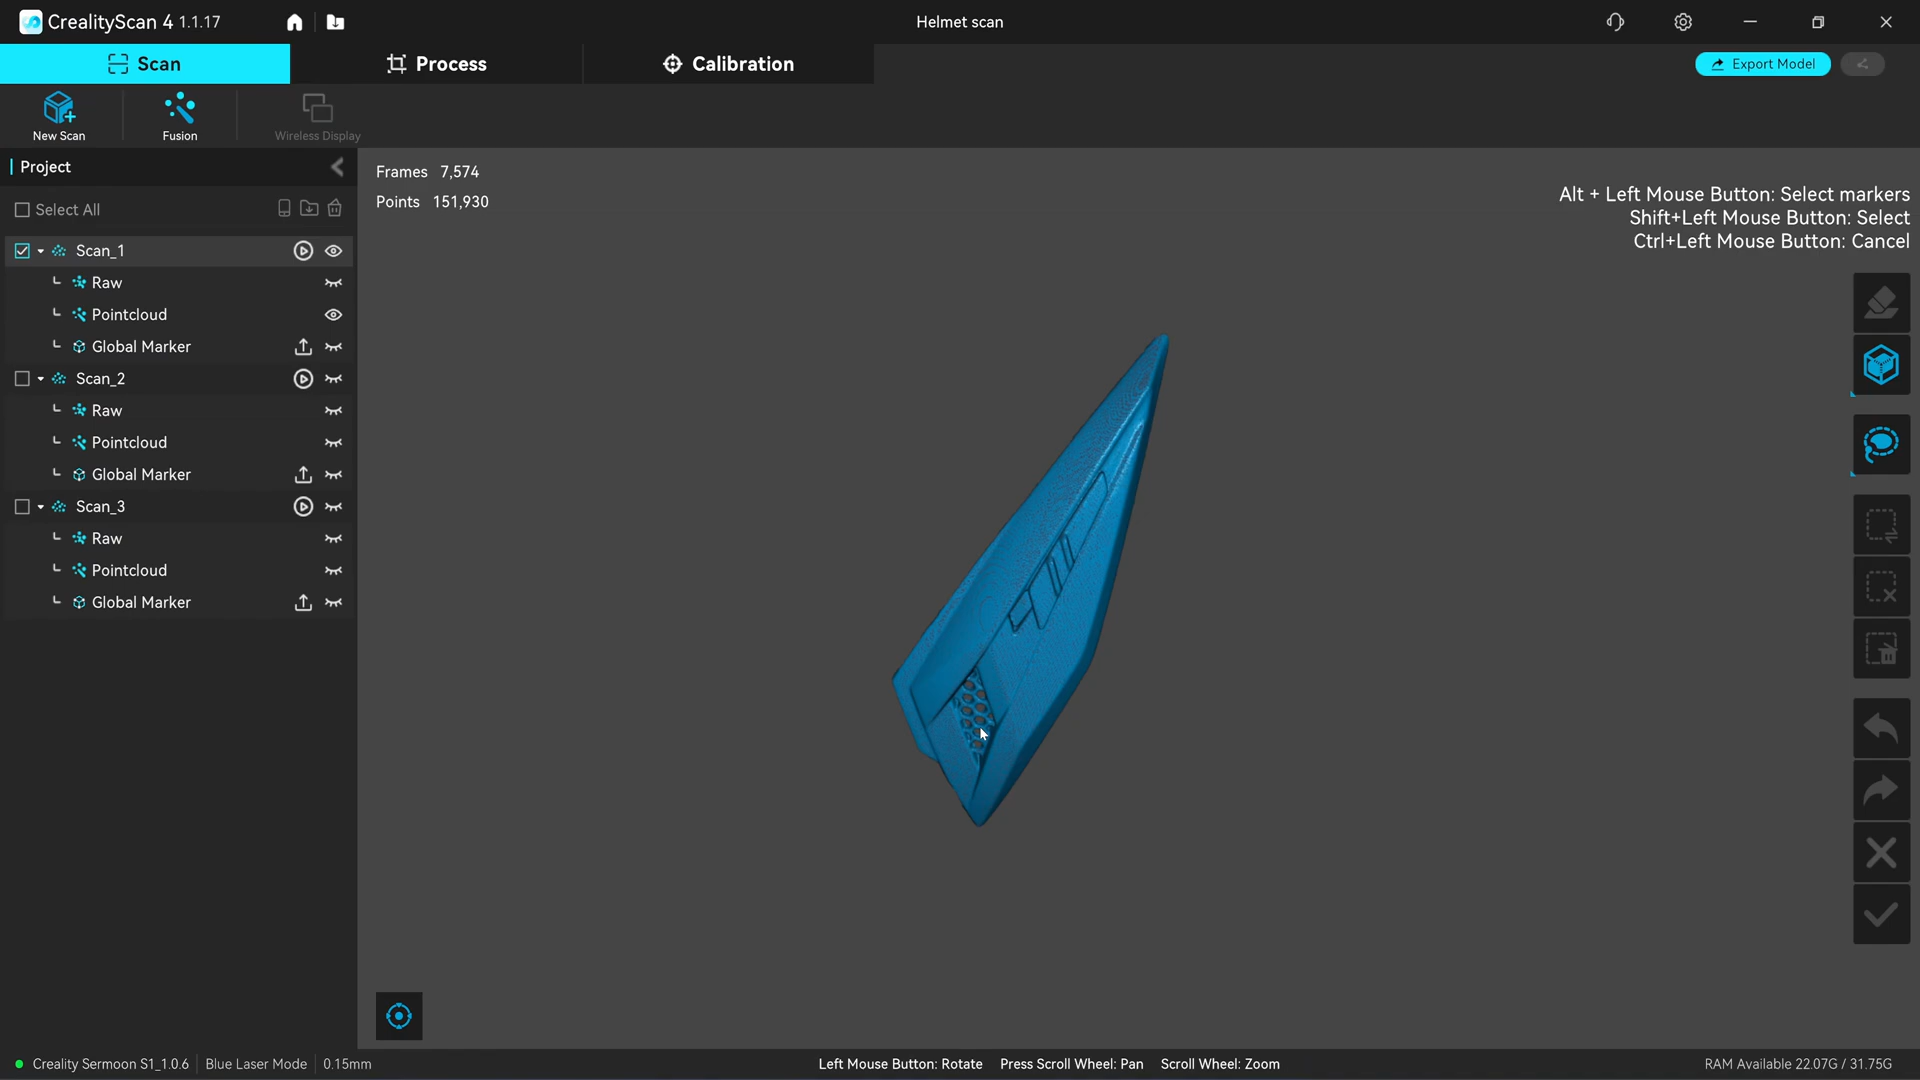 CrealityScan 4 1.1.17
Helmet scan
Scan
Process
Calibration
Export Model
New Scan
Fusion
Wireless Display
Project
Frames 7,574
Points 151,930
Alt + Left Mouse Button: Select markers
Shift+Left Mouse Button: Select
Ctrl+Left Mouse Button: Cancel
Select All
Scan_1
Raw
Pointcloud
Global Marker
Scan_2
Raw
Pointcloud
Global Marker
Scan_3
Raw
Pointcloud
Global Marker
Creality Sermoon S1_1.0.6 Blue Laser Mode 0.15mm
Left Mouse Button: Rotate Press Scroll Wheel: Pan Scroll Wheel: Zoom
RAM Available 22.07G / 31.75G